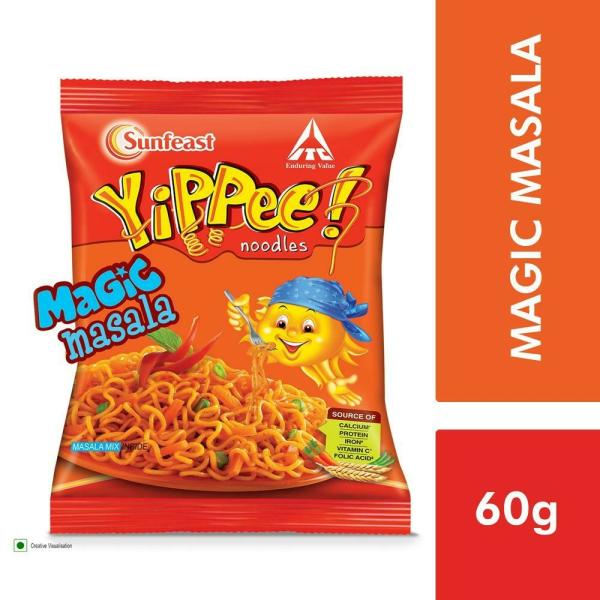 Sunfeast
ITC
Enduring Value
YiPPee!
noodles
MaGiC
masala
MASALA MIX INSIDE
SOURCE OF
CALCIUM#
PROTEIN
IRON#
VITAMIN C^
FOLIC ACID#
Creative Visualisation
MAGIC MASALA
60g